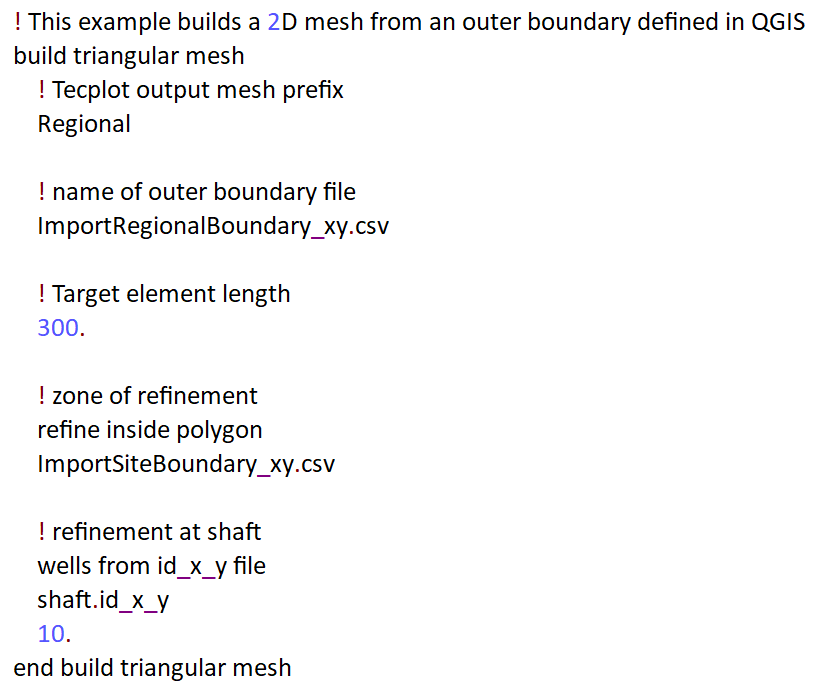 ! This example builds a 2D mesh from an outer boundary defined in QGIS
build triangular mesh
! Tecplot output mesh prefix
Regional
! name of outer boundary file
ImportRegionalBoundary_xy.csv
! Target element length
300.
! zone of refinement
refine inside polygon
ImportSiteBoundary_xy.csv
! refinement at shaft
wells from id_x_y file
shaft.id_x_y
10.
end build triangular mesh